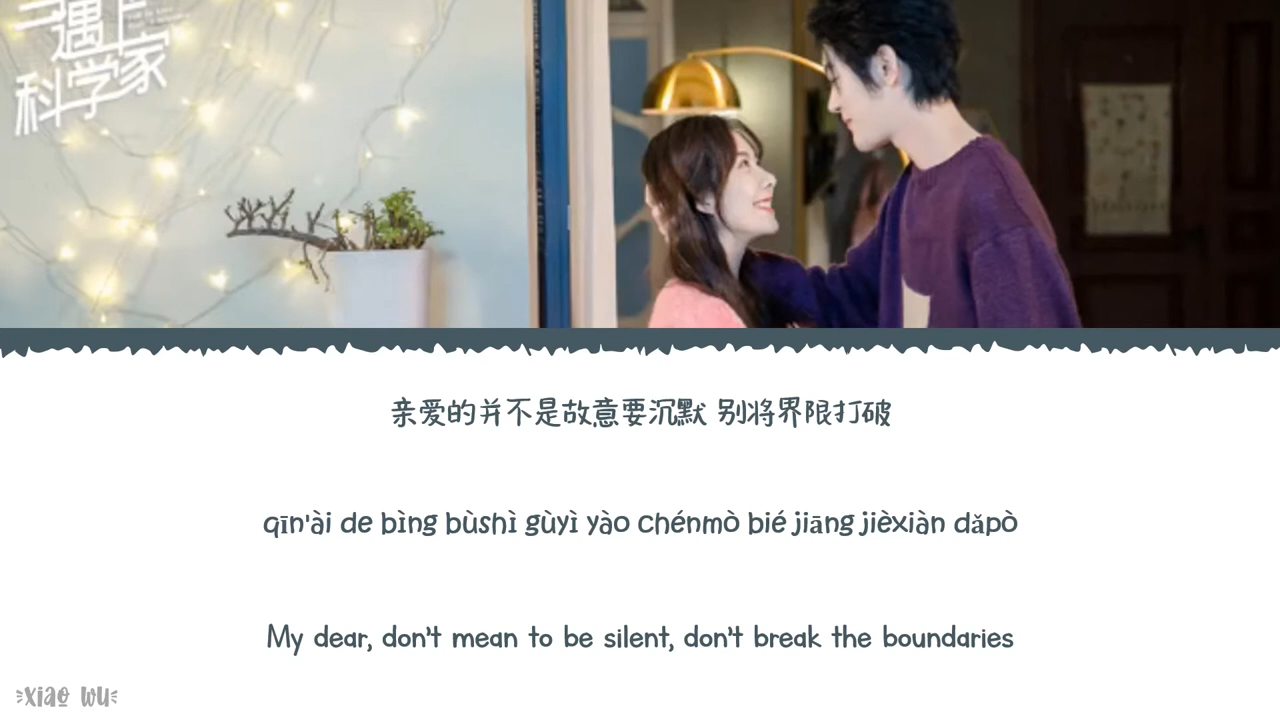 遇上
科学家
亲爱的并不是故意要沉默 别将界限打破
qīn'ài de bìng bùshì gùyì yào chénmò bié jiāng jièxiàn dǎpò
My dear, don't mean to be silent, don't break the boundaries
xiao wu